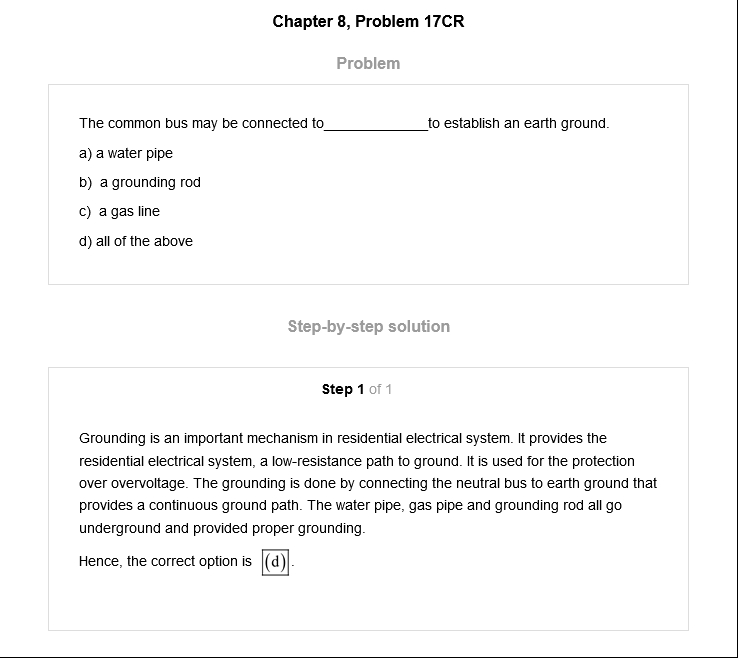 Chapter 8, Problem 17CR
Problem
The common bus may be connected to_____________to establish an earth ground.
a) a water pipe
b)  a grounding rod
c)  a gas line
d) all of the above
Step-by-step solution
Step 1 of 1
Grounding is an important mechanism in residential electrical system. It provides the
residential electrical system, a low-resistance path to ground. It is used for the protection
over overvoltage. The grounding is done by connecting the neutral bus to earth ground that
provides a continuous ground path. The water pipe, gas pipe and grounding rod all go
underground and provided proper grounding.
Hence, the correct option is (d).